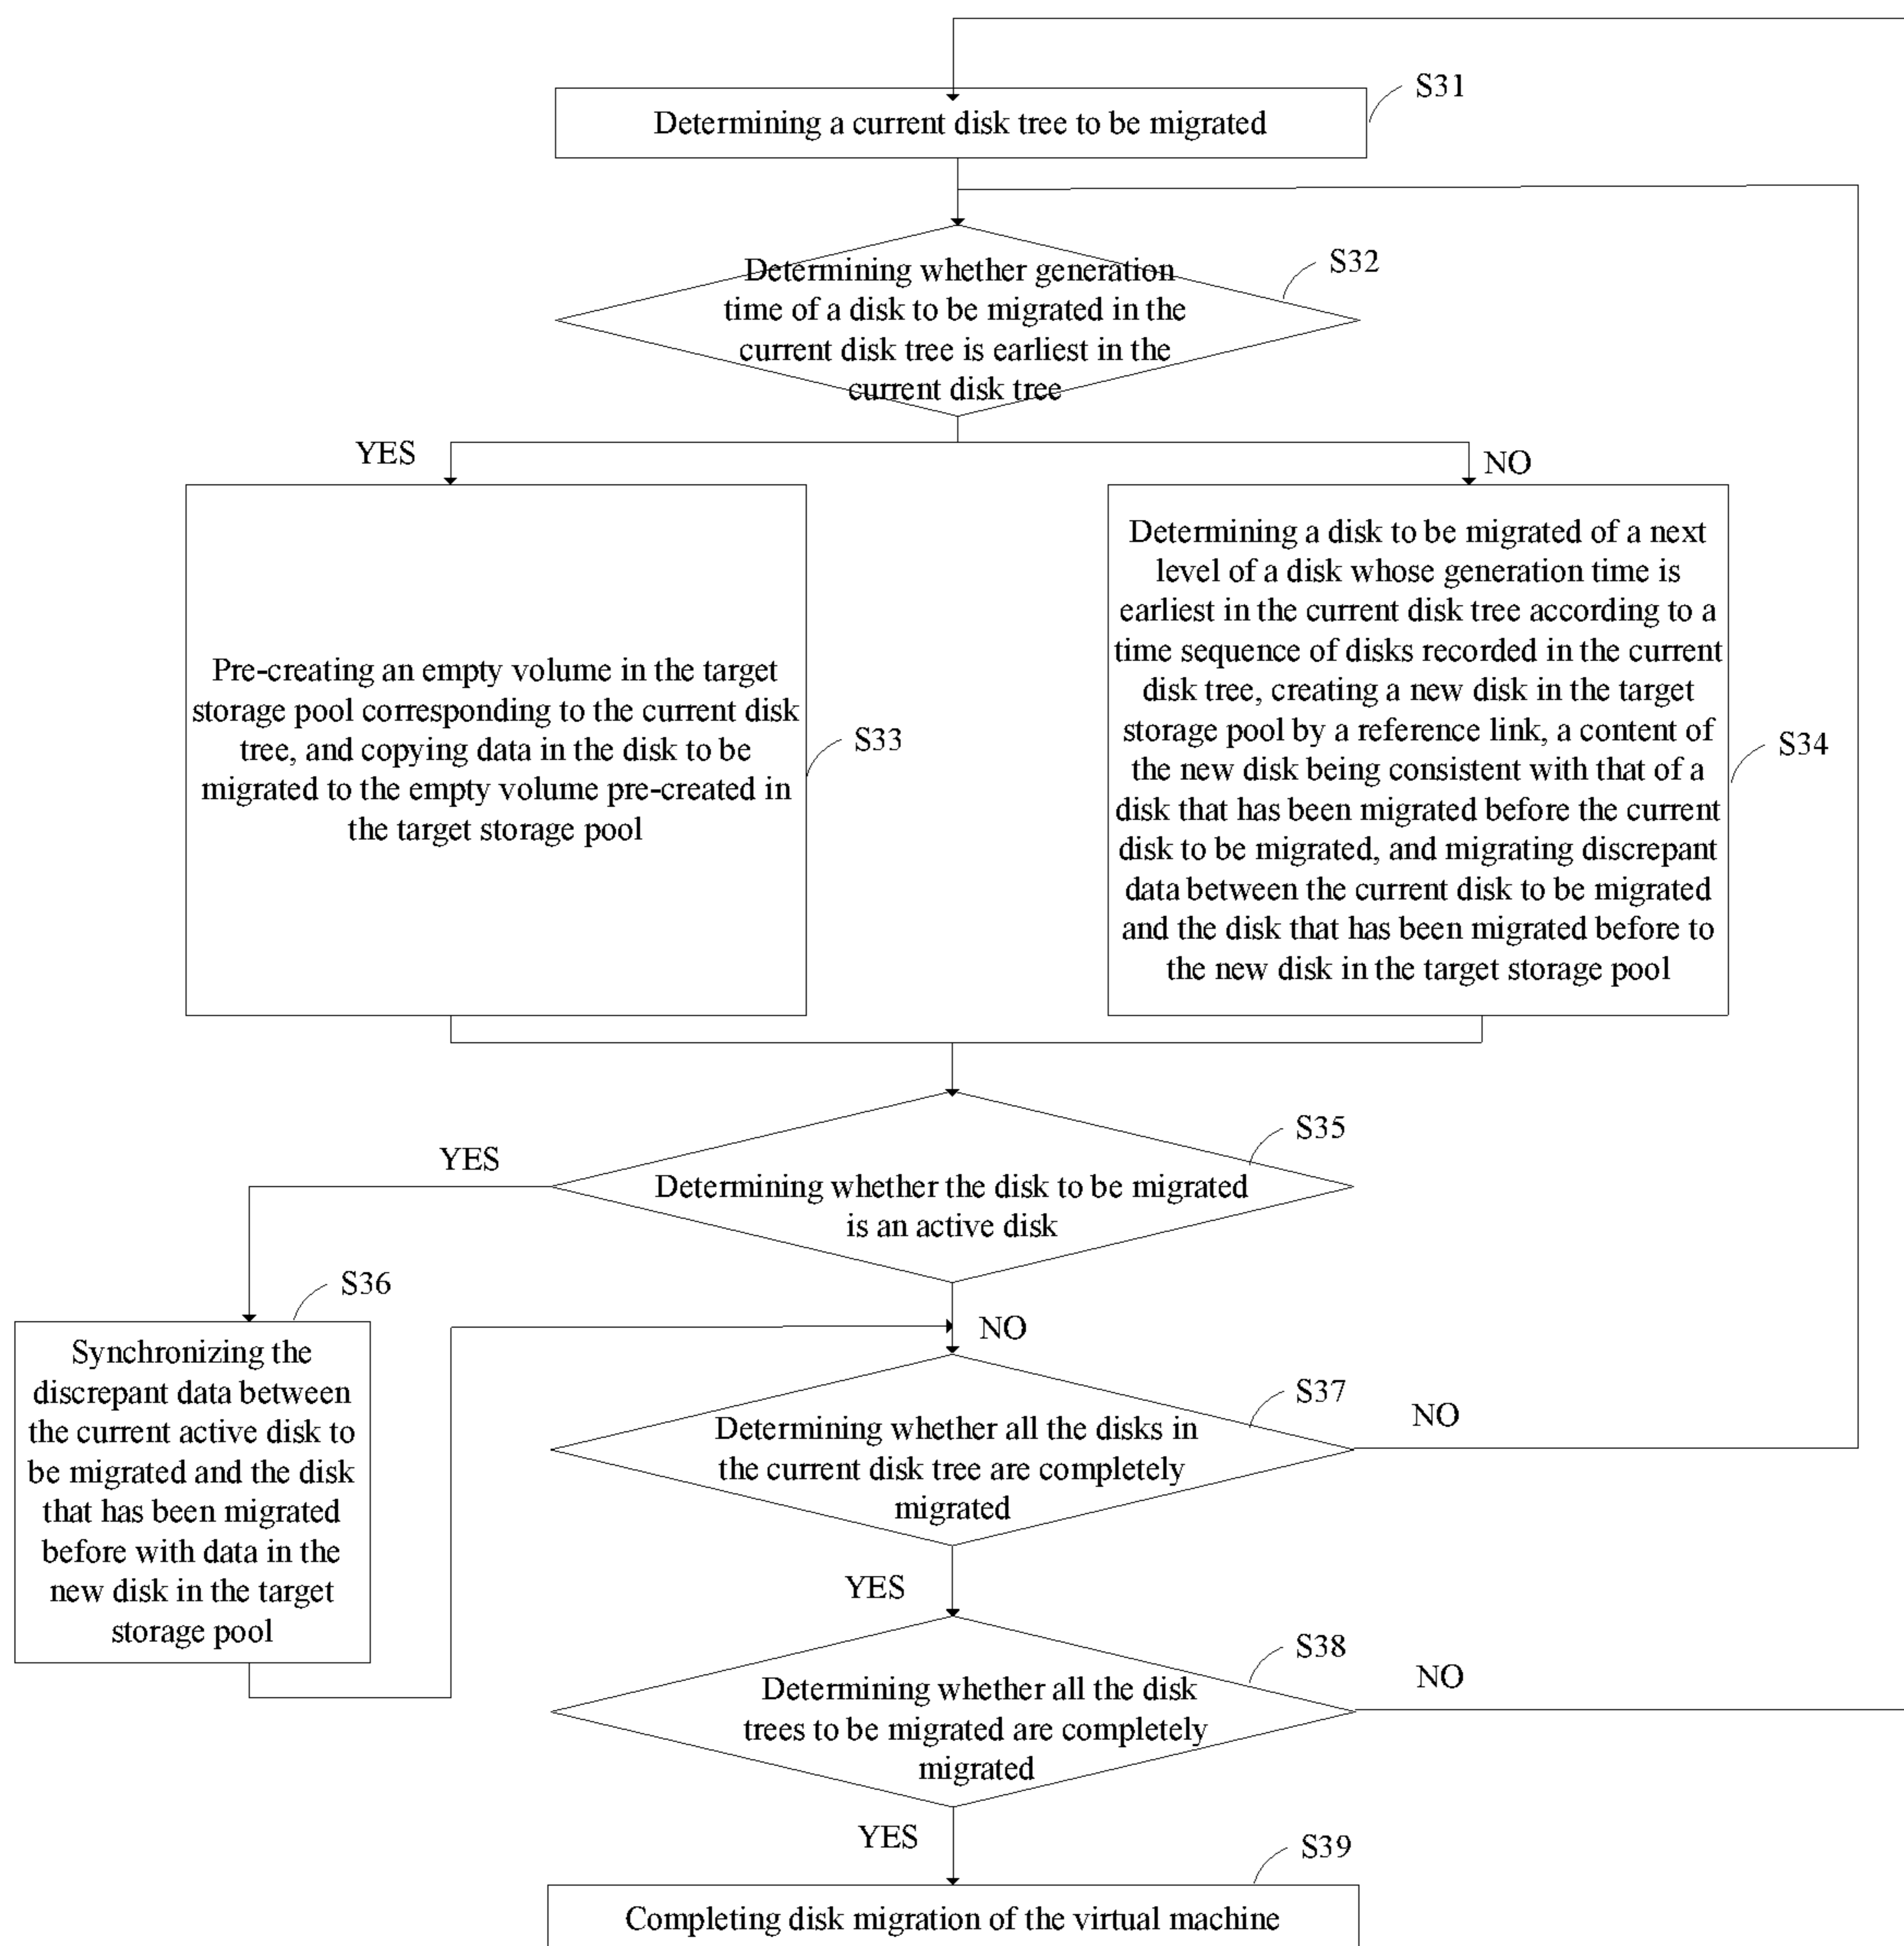 S31
Determining a current disk tree to be migrated
S32
Determining whether generation
time of a disk to be migrated in the
current disk tree is earliest in the
current disk tree
YES
NO
Pre-creating an empty volume in the target
storage pool corresponding to the current disk
tree, and copying data in the disk to be
migrated to the empty volume pre-created in
the target storage pool
S33
Determining a disk to be migrated of a next
level of a disk whose generation time is
earliest in the current disk tree according to a
time sequence of disks recorded in the current
disk tree, creating a new disk in the target
storage pool by a reference link, a content of
the new disk being consistent with that of a
disk that has been migrated before the current
disk to be migrated, and migrating discrepant
data between the current disk to be migrated
and the disk that has been migrated before to
the new disk in the target storage pool
S34
S35
YES
Determining whether the disk to be migrated
is an active disk
S36
NO
Synchronizing the
discrepant data between
the current active disk to
be migrated and the disk
that has been migrated
before with data in the
new disk in the target
storage pool
S37
NO
Determining whether all the disks in
the current disk tree are completely
migrated
YES
S38
NO
Determining whether all the disk
trees to be migrated are completely
migrated
YES
S39
Completing disk migration of the virtual machine